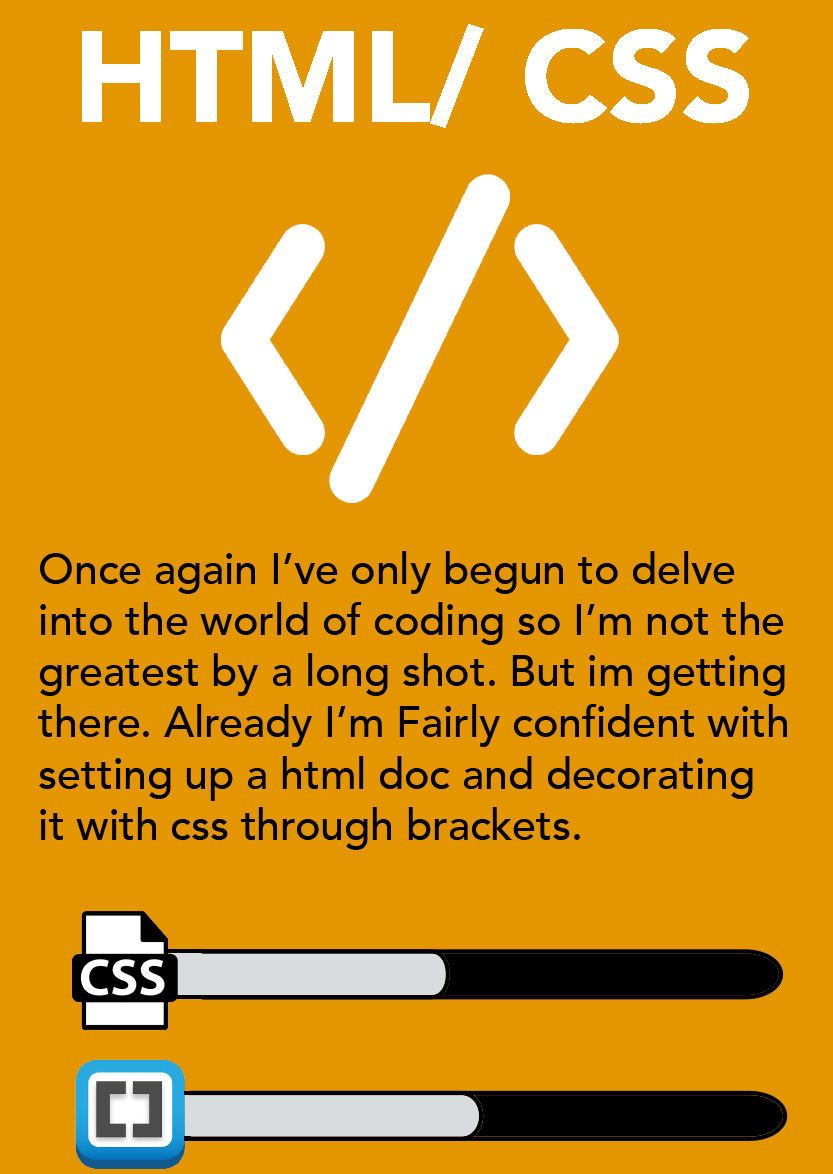 HTML/ CSS
Once again I’ve only begun to delve
into the world of coding so I’m not the
greatest by a long shot. But im getting
there. Already I’m Fairly confident with
setting up a html doc and decorating
it with css through brackets.
CSS